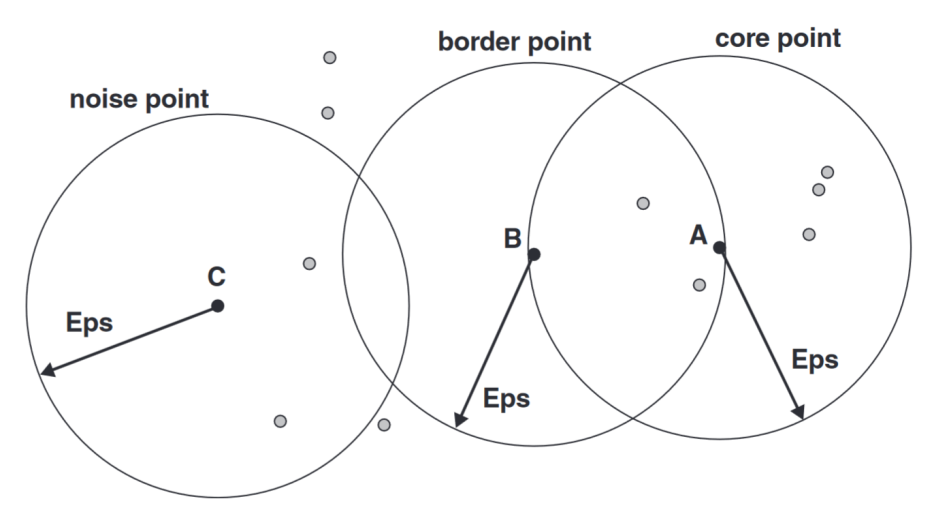 border point
core point
noise point
B
A
C
Eps
Eps
Eps